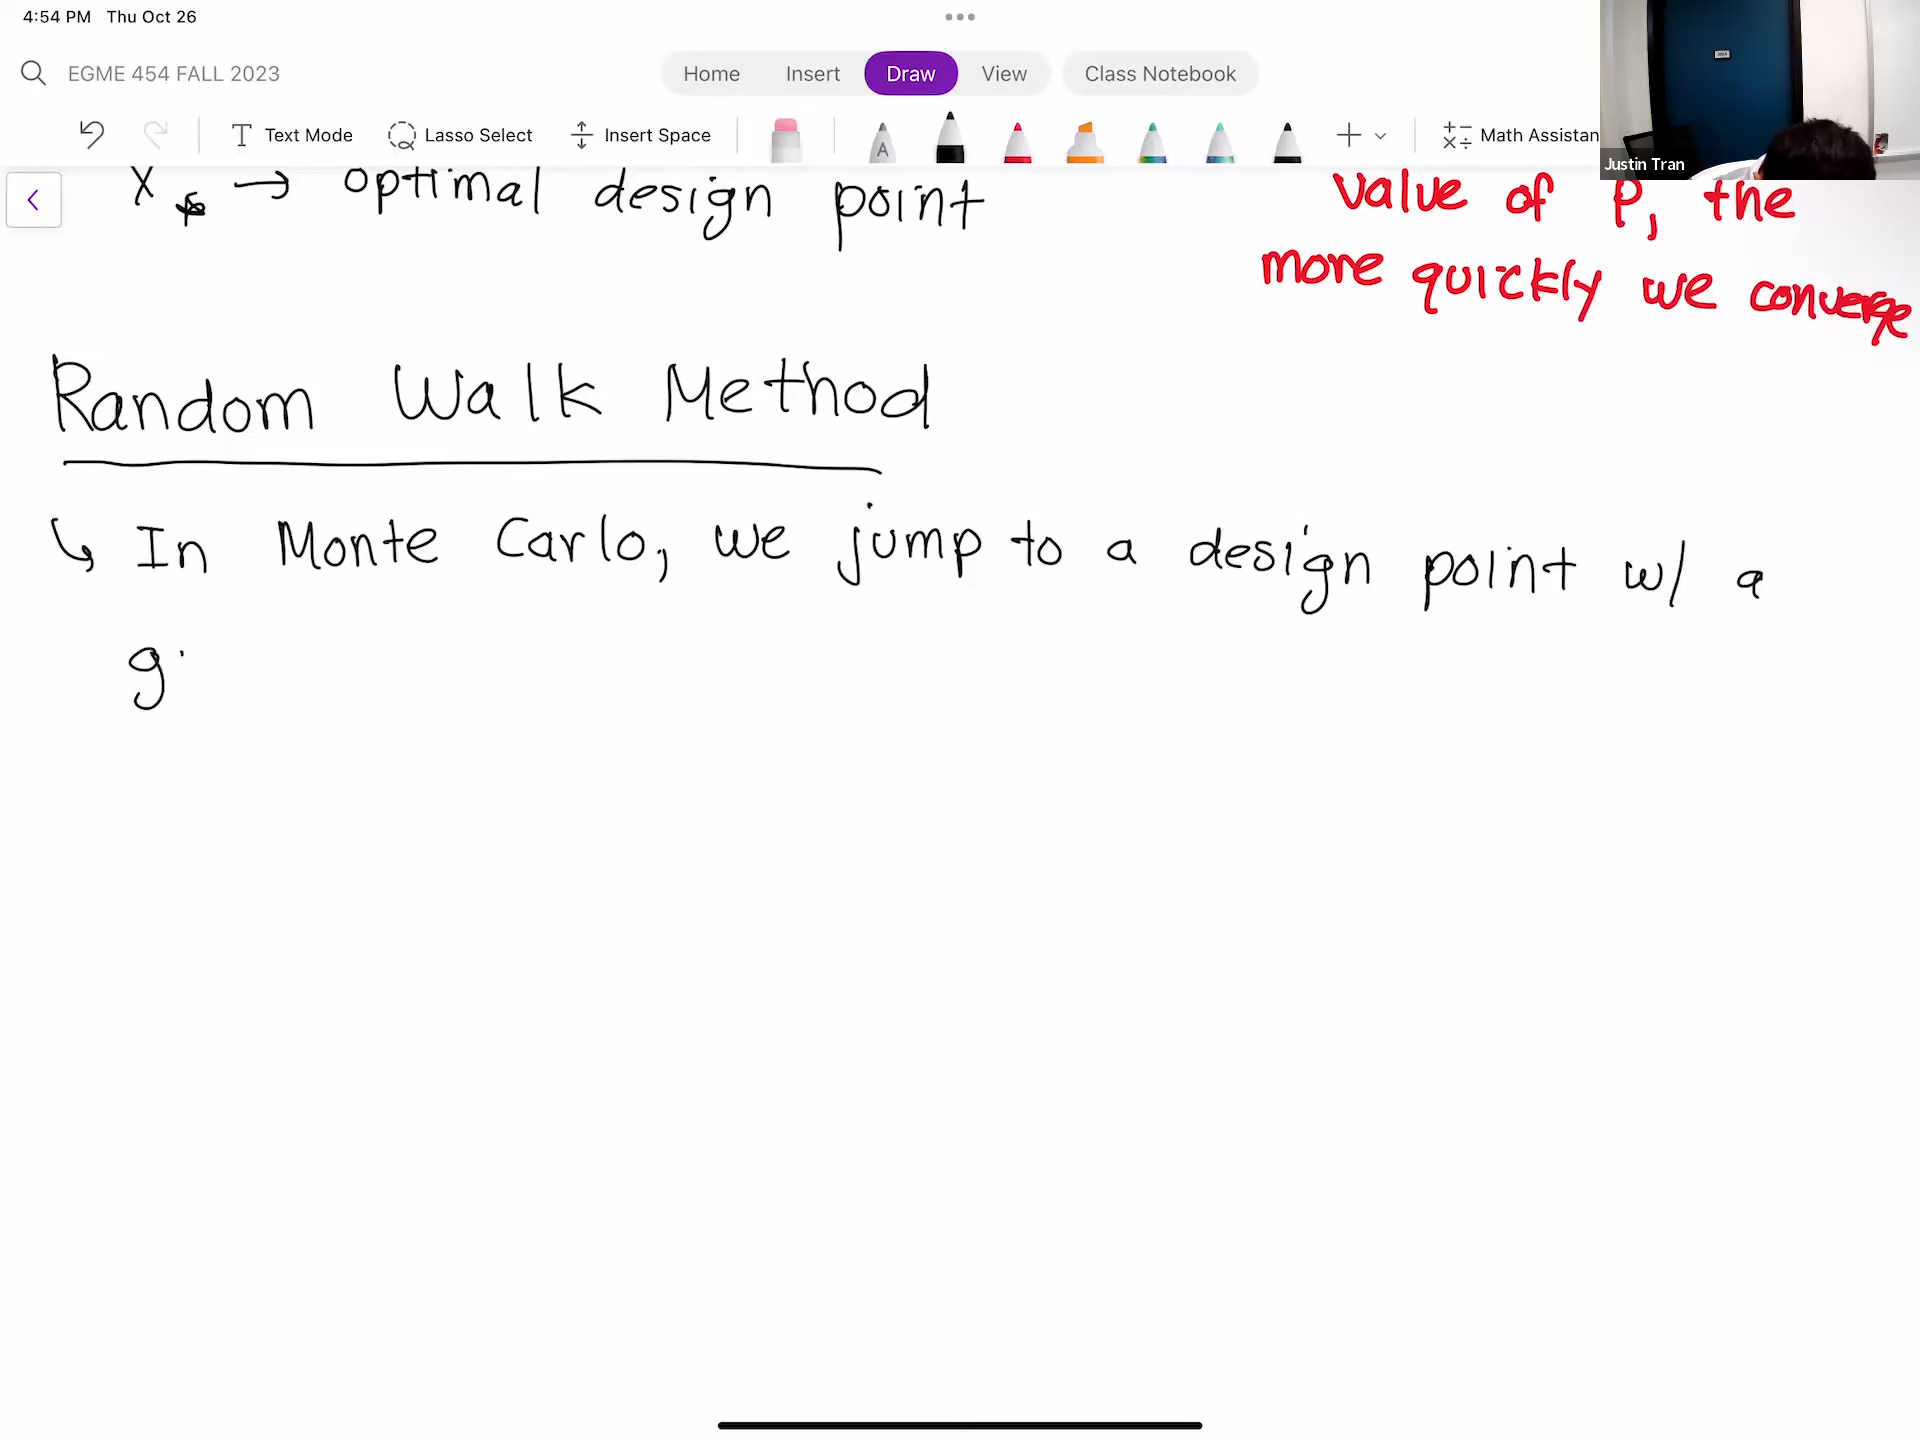 4:54 PM Thu Oct 26
EGME 454 FALL 2023
Home Insert Draw View Class Notebook
Text Mode Lasso Select Insert Space A Math Assistan
Justin Tran
X* → optimal design point
value of P, the
more quickly we converge
Random Walk Method
↳ In Monte Carlo, we jump to a design point w/ a
g